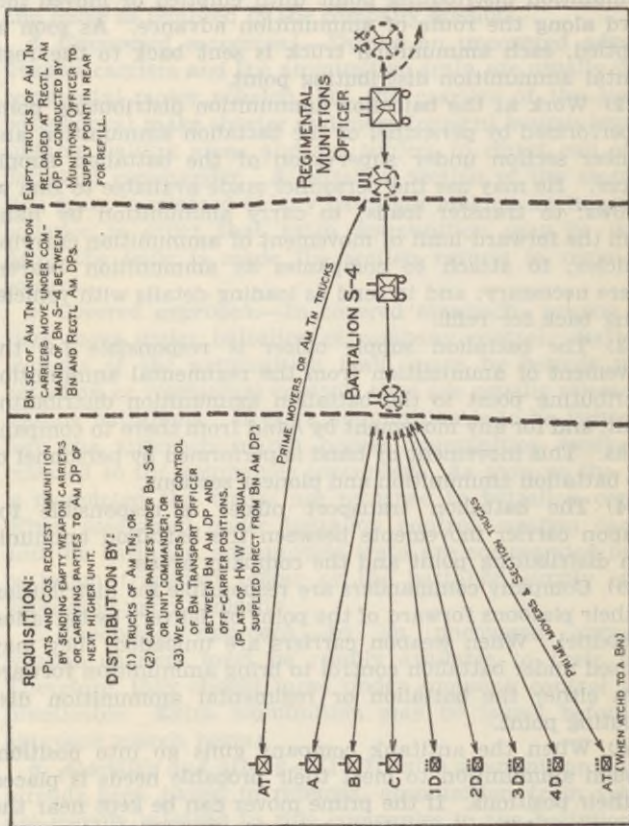 REQUISITION:
PLATS AND COS. REQUEST AMMUNITION
BY SENDING EMPTY WEAPON CARRIERS
OR CARRYING PARTIES TO AM DP OF
NEXT HIGHER UNIT.
DISTRIBUTION BY
(1) TRUCKS OF AM TN; OR
(2) CARRYING PARTIES UNDER BN S-4
OR UNIT COMMANDER; OR
(3) WEAPON CARRIERS UNDER CONTROL
OF BN TRANSPORT OFFICER
BETWEEN BN AM DP AND
OFF-CARRIER POSITIONS.
(PLATS OF HV W CO USUALLY
SUPPLIED DIRECT FROM BN AM DP).
BN SEC OF AM TN AND WEAPON
CARRIERS MOVE UNDER COM-
MAND OF BN S-4 BETWEEN
BN AND REGTL AM DPs.
EMPTY TRUCKS OF AM TN
RELOADED AT REGTL AM
DP OR CONDUCTED BY
MUNITIONS OFFICER TO
SUPPLY POINT IN REAR
FOR REFILL.
AT
PRIME MOVERS OR AM TN TRUCKS
REGIMENTAL
MUNITIONS
OFFICER
XX
III
A
B
C
BATTALION S-4
1
2
3
4
AT
PRIME MOVERS & SECTION TRUCKS
(WHEN ATCHD TO A BN)